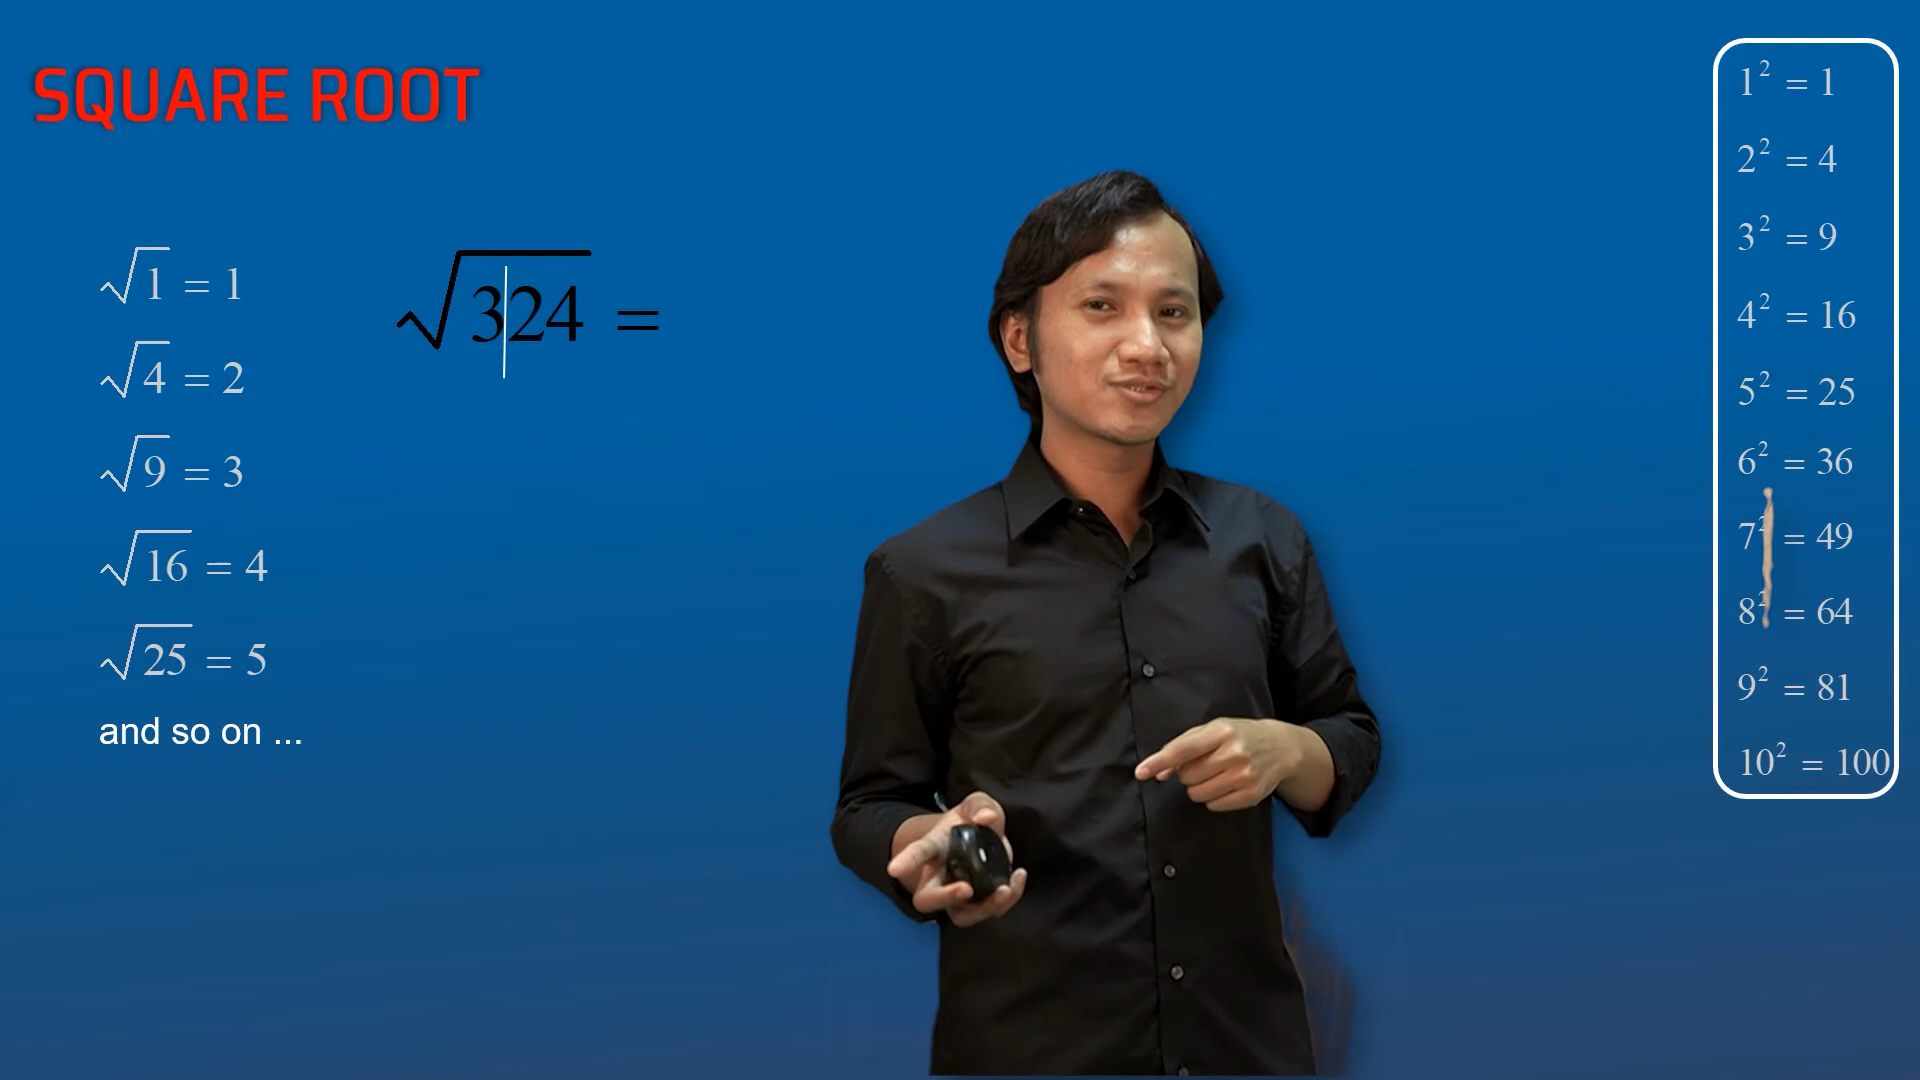 SQUARE ROOT
√1 = 1
√4 = 2
√9 = 3
√16 = 4
√25 = 5
and so on ...
√324 =
1² = 1
2² = 4
3² = 9
4² = 16
5² = 25
6² = 36
7² = 49
8² = 64
9² = 81
10² = 100